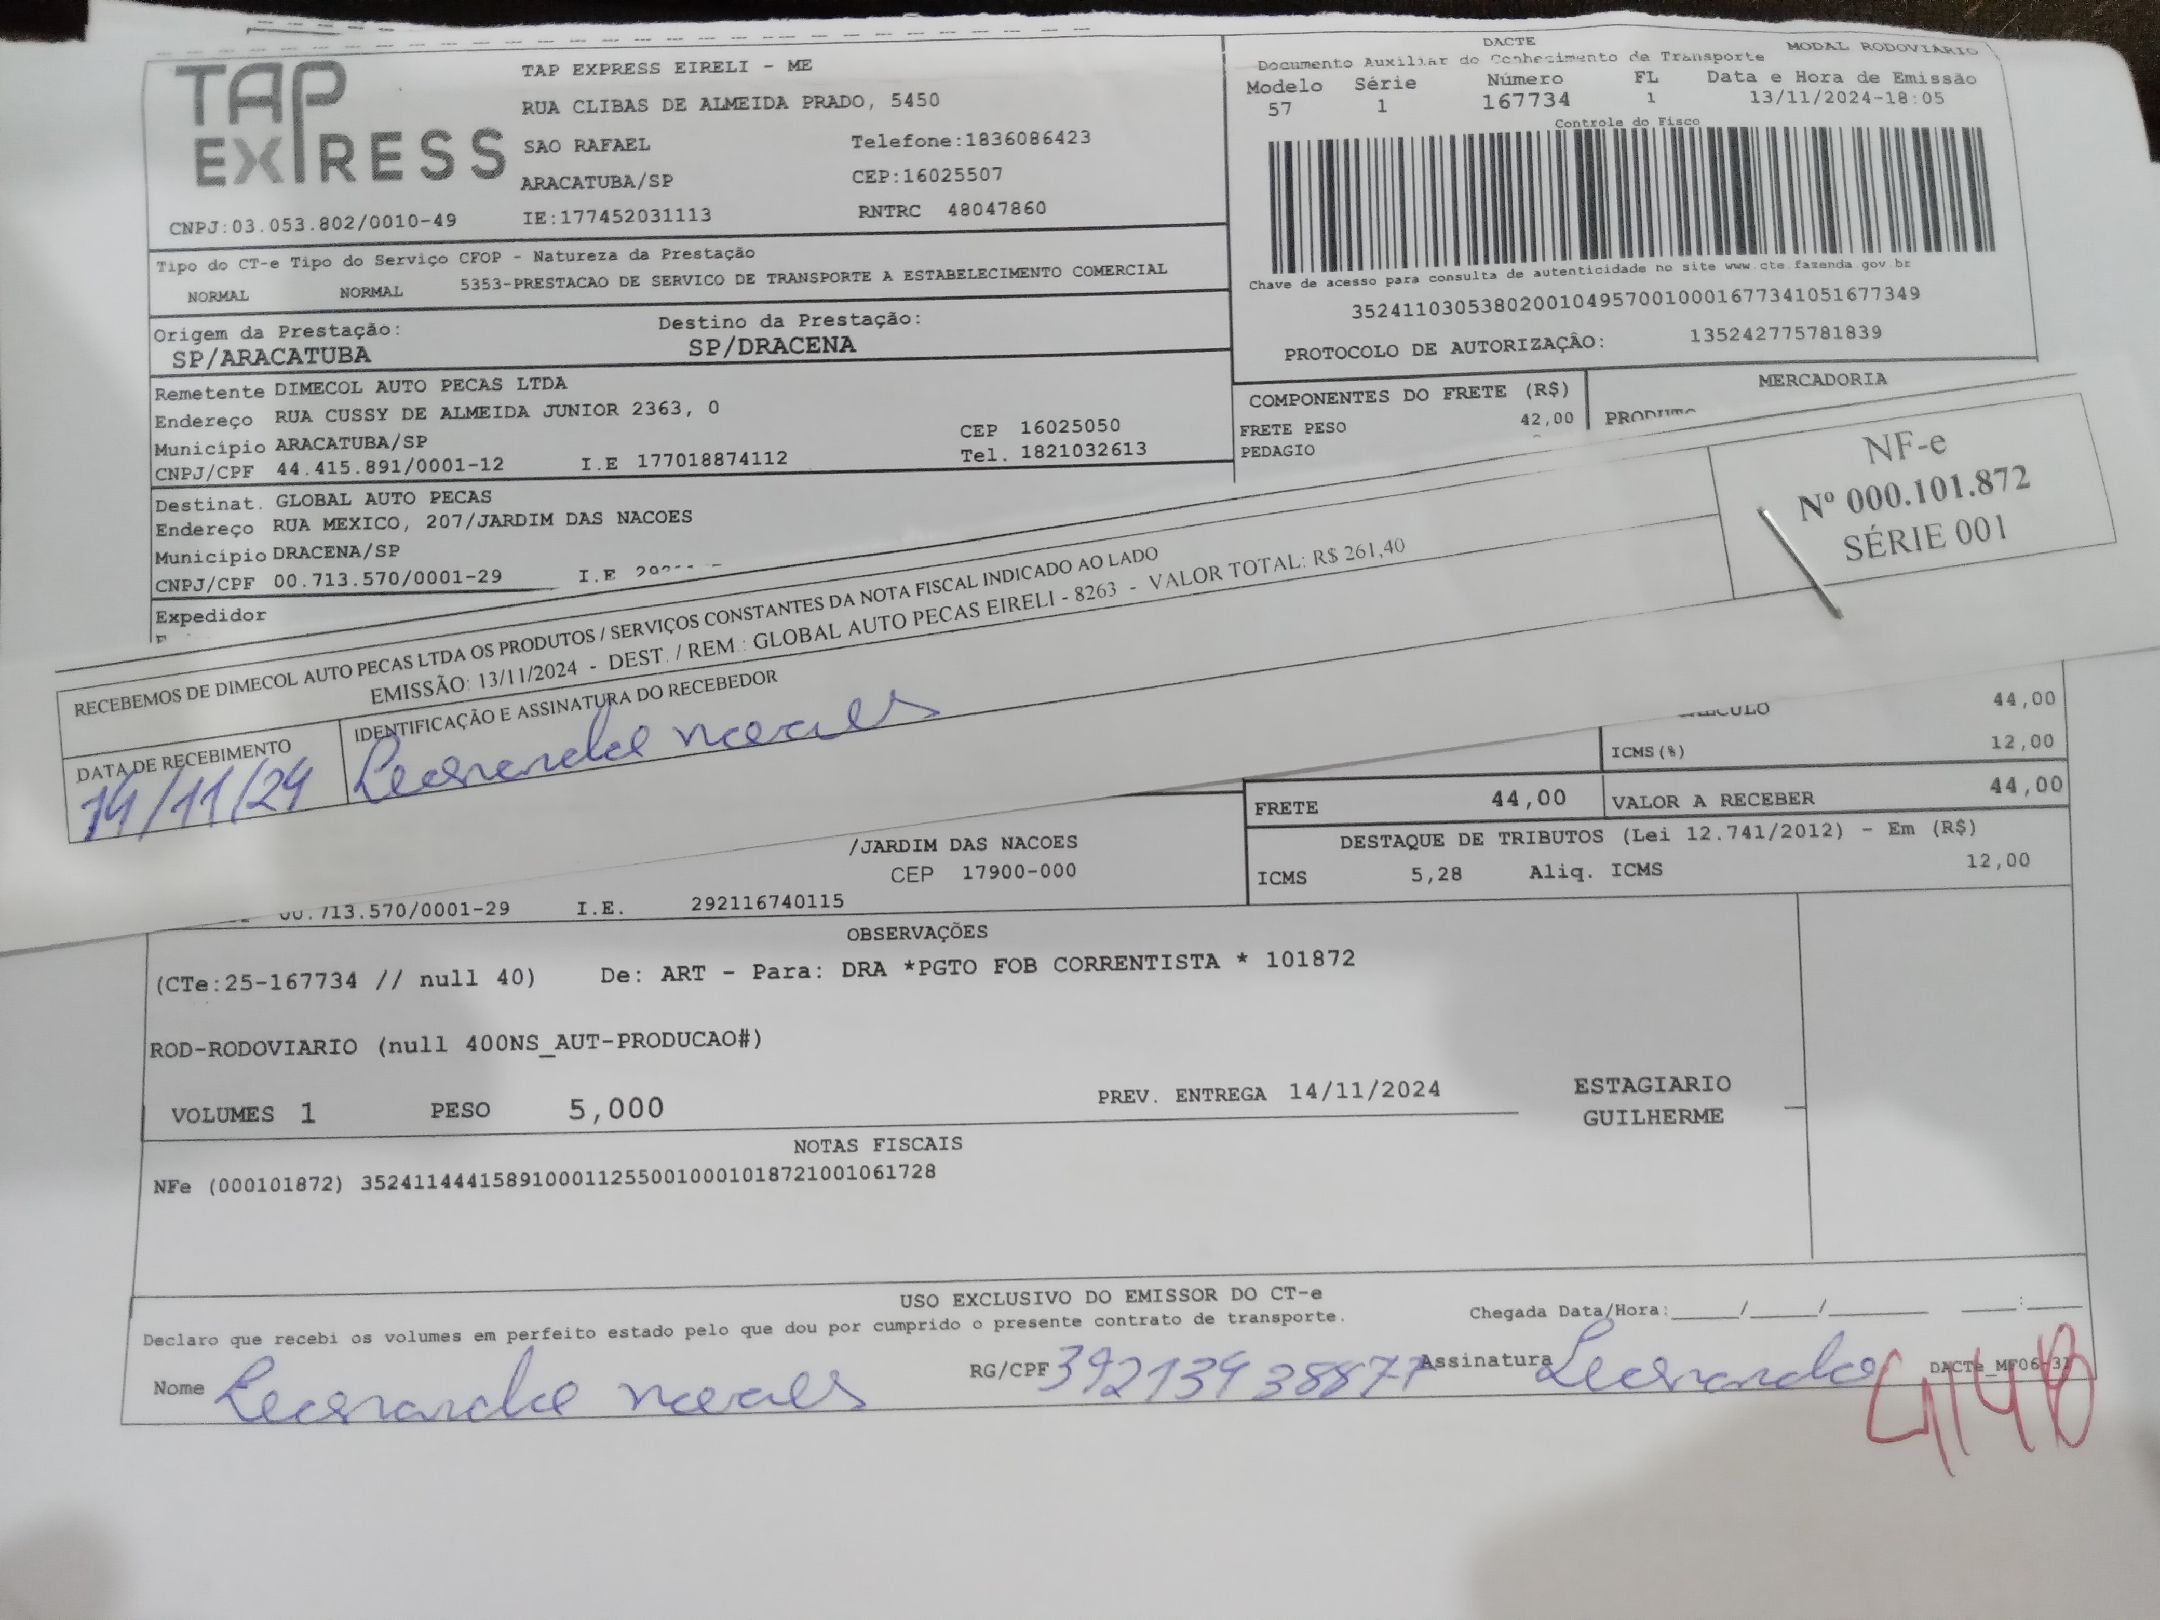 TAP EXPRESS
TAP EXPRESS EIRELI - ME
RUA CLIBAS DE ALMEIDA PRADO, 5450
SAO RAFAEL Telefone:1836086423
ARACATUBA/SP CEP:16025507
CNPJ:03.053.802/0010-49 IE:177452031113 RNTRC 48047860
DACTE MODAL RODOVIÁRIO
Documento Auxiliar do Conhecimento de Transporte
Modelo Série Número FL Data e Hora de Emissão
57 1 167734 1 13/11/2024-18:05
Controle do Fisco
Chave de acesso para consulta de autenticidade no site www.cte.fazenda.gov.br
35241103053802001049570010001677341051677349
PROTOCOLO DE AUTORIZAÇÂO: 135242775781839
Tipo do CT-e Tipo do Serviço CFOP - Natureza da Prestação
NORMAL NORMAL 5353-PRESTACAO DE SERVICO DE TRANSPORTE A ESTABELECIMENTO COMERCIAL
Origem da Prestação: Destino da Prestação:
SP/ARACATUBA SP/DRACENA
Remetente DIMECOL AUTO PECAS LTDA
Endereço RUA CUSSY DE ALMEIDA JUNIOR 2363, 0
Município ARACATUBA/SP CEP 16025050
CNPJ/CPF 44.415.891/0001-12 I.E 177018874112 Tel. 1821032613
COMPONENTES DO FRETE (R$) MERCADORIA
FRETE PESO 42,00 PRODUTO
PEDAGIO
Destinat. GLOBAL AUTO PECAS
Endereço RUA MEXICO, 207/JARDIM DAS NACOES
Município DRACENA/SP
CNPJ/CPF 00.713.570/0001-29 I.E
Expedidor
RECEBEMOS DE DIMECOL AUTO PECAS LTDA OS PRODUTOS / SERVIÇOS CONSTANTES DA NOTA FISCAL INDICADO AO LADO
EMISSÃO: 13/11/2024 - DEST. / REM.: GLOBAL AUTO PECAS EIRELI - 8263 - VALOR TOTAL: R$ 261,40
NF-e
Nº 000.101.872
SÉRIE 001
DATA DE RECEBIMENTO IDENTIFICAÇÃO E ASSINATURA DO RECEBEDOR
14/11/24
44,00
ICMS(%) 12,00
FRETE 44,00 VALOR A RECEBER 44,00
DESTAQUE DE TRIBUTOS (Lei 12.741/2012) - Em (R$)
ICMS 5,28 Aliq. ICMS 12,00
/JARDIM DAS NACOES
CEP 17900-000
00.713.570/0001-29 I.E. 292116740115
OBSERVAÇÕES
(CTe:25-167734 // null 40) De: ART - Para: DRA *PGTO FOB CORRENTISTA * 101872
ROD-RODOVIARIO (null 400NS_AUT-PRODUCAO#)
VOLUMES 1 PESO 5,000 PREV. ENTREGA 14/11/2024
ESTAGIARIO
GUILHERME
NOTAS FISCAIS
NFe (000101872) 35241144415891000112550010001018721001061728
USO EXCLUSIVO DO EMISSOR DO CT-e
Declaro que recebi os volumes em perfeito estado pelo que dou por cumprido o presente contrato de transporte.
Chegada Data/Hora:_____/_____/________ ____:____
Nome RG/CPF Assinatura